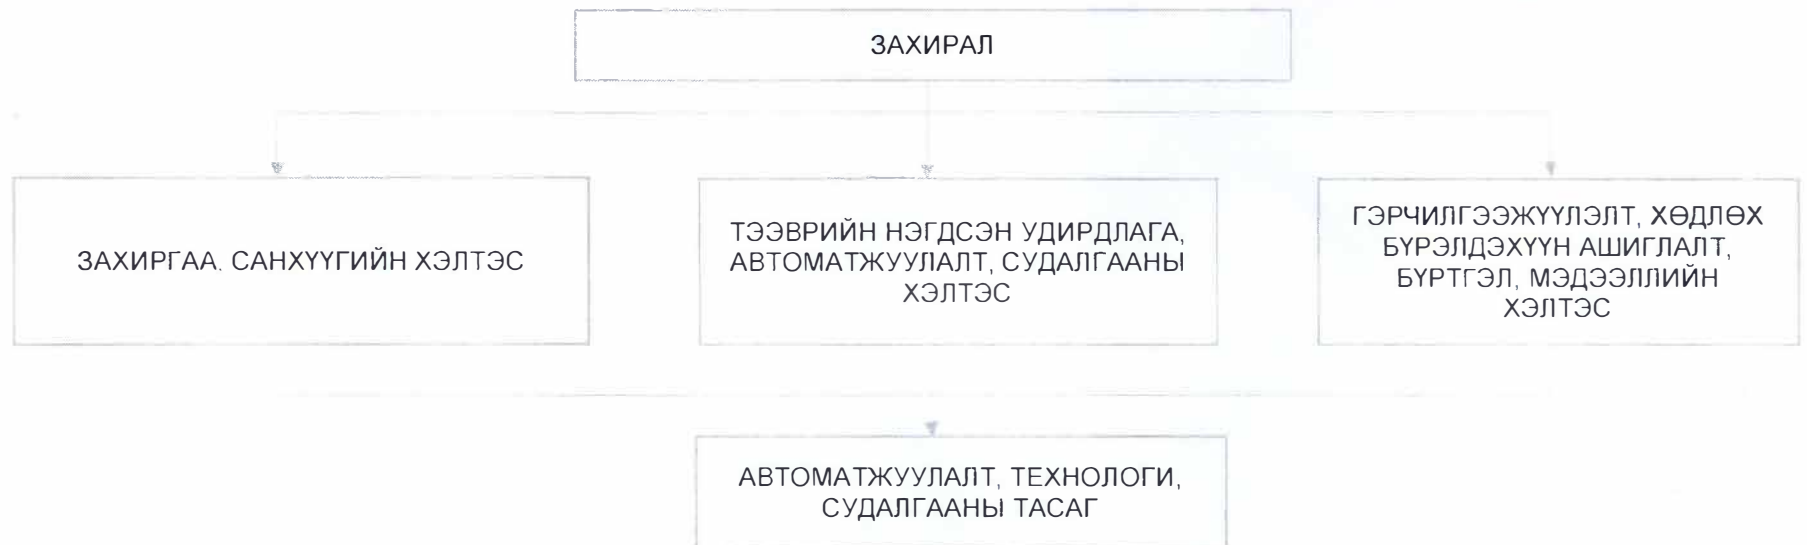 ЗАХИРАЛ
ЗАХИРГАА. САНХҮҮГИЙН ХЭЛТЭС
ТЭЭВРИЙН НЭГДСЭН УДИРДЛАГА,
АВТОМАТЖУУЛАЛТ, СУДАЛГААНЫ
ХЭЛТЭС
ГЭРЧИЛГЭЭЖҮҮЛЭЛТ, ХӨДЛӨХ
БҮРЭЛДЭХҮҮН АШИГЛАЛТ,
БҮРТГЭЛ, МЭДЭЭЛЛИЙН
ХЭЛТЭС
АВТОМАТЖУУЛАЛТ, ТЕХНОЛОГИ,
СУДАЛГААНЫ ТАСАГ